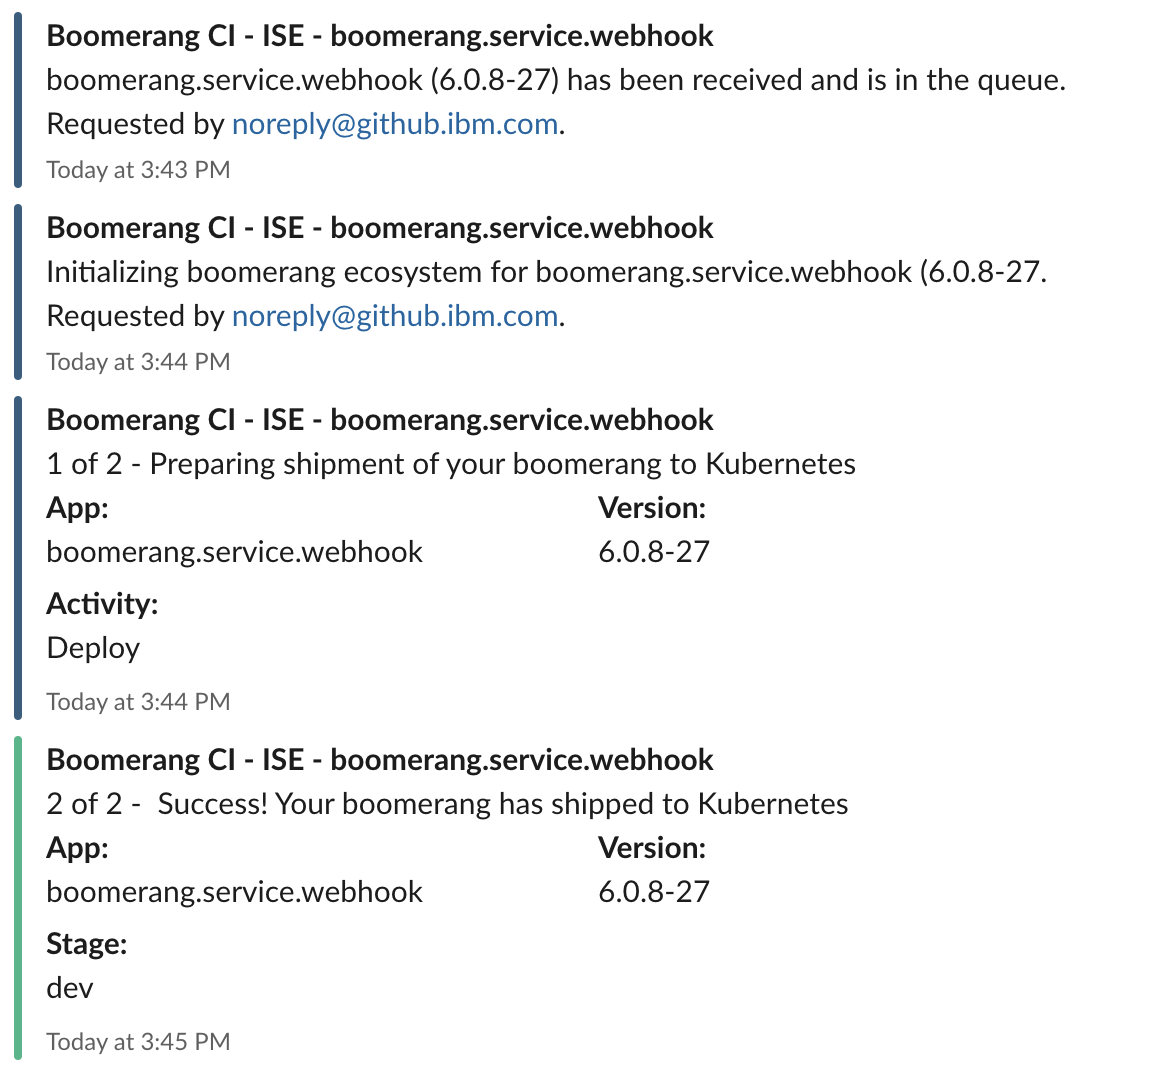 Boomerang CI - ISE - boomerang.service.webhook
boomerang.service.webhook (6.0.8-27) has been received and is in the queue.
Requested by noreply@github.ibm.com.
Today at 3:43 PM
Boomerang CI - ISE - boomerang.service.webhook
Initializing boomerang ecosystem for boomerang.service.webhook (6.0.8-27.
Requested by noreply@github.ibm.com.
Today at 3:44 PM
Boomerang CI - ISE - boomerang.service.webhook
1 of 2 - Preparing shipment of your boomerang to Kubernetes
App: Version:
boomerang.service.webhook 6.0.8-27
Activity:
Deploy
Today at 3:44 PM
Boomerang CI - ISE - boomerang.service.webhook
2 of 2 -  Success! Your boomerang has shipped to Kubernetes
App: Version:
boomerang.service.webhook 6.0.8-27
Stage:
dev
Today at 3:45 PM